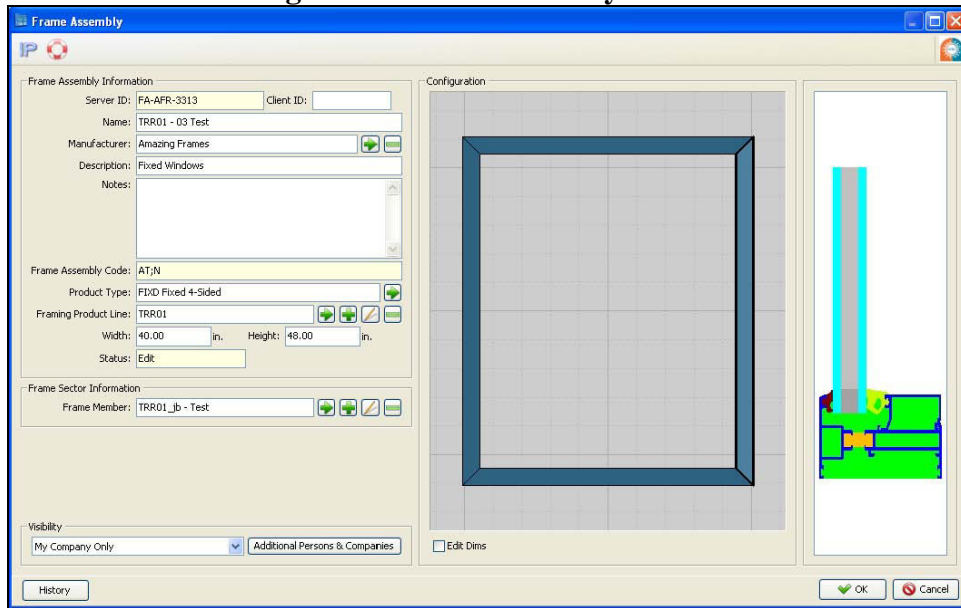 Frame Assembly
IP
Frame Assembly Information
Server ID: FA-AFR-3313 Client ID:
Name: TRR01 - 03 Test
Manufacturer: Amazing Frames
Description: Fixed Windows
Notes:
Frame Assembly Code: AT;N
Product Type: FIXD Fixed 4-Sided
Framing Product Line: TRR01
Width: 40.00 in. Height: 48.00 in.
Status: Edit
Frame Sector Information
Frame Member: TRR01_jb - Test
Visibility
My Company Only Additional Persons & Companies
Configuration
Edit Dims
History OK Cancel